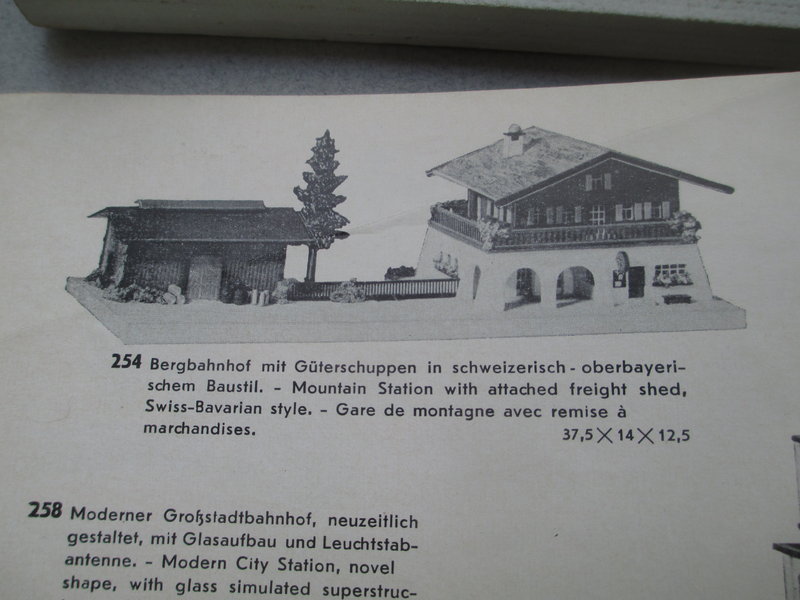 254 Bergbahnhof mit Güterschuppen in schweizerisch - oberbayeri-
schem Baustil. - Mountain Station with attached freight shed,
Swiss-Bavarian style. - Gare de montagne avec remise à
marchandises. 37,5 X 14 X 12,5
258 Moderner Großstadtbahnhof, neuzeitlich
gestaltet, mit Glasaufbau und Leuchtstab-
antenne. - Modern City Station, novel
shape, with glass simulated superstruc-